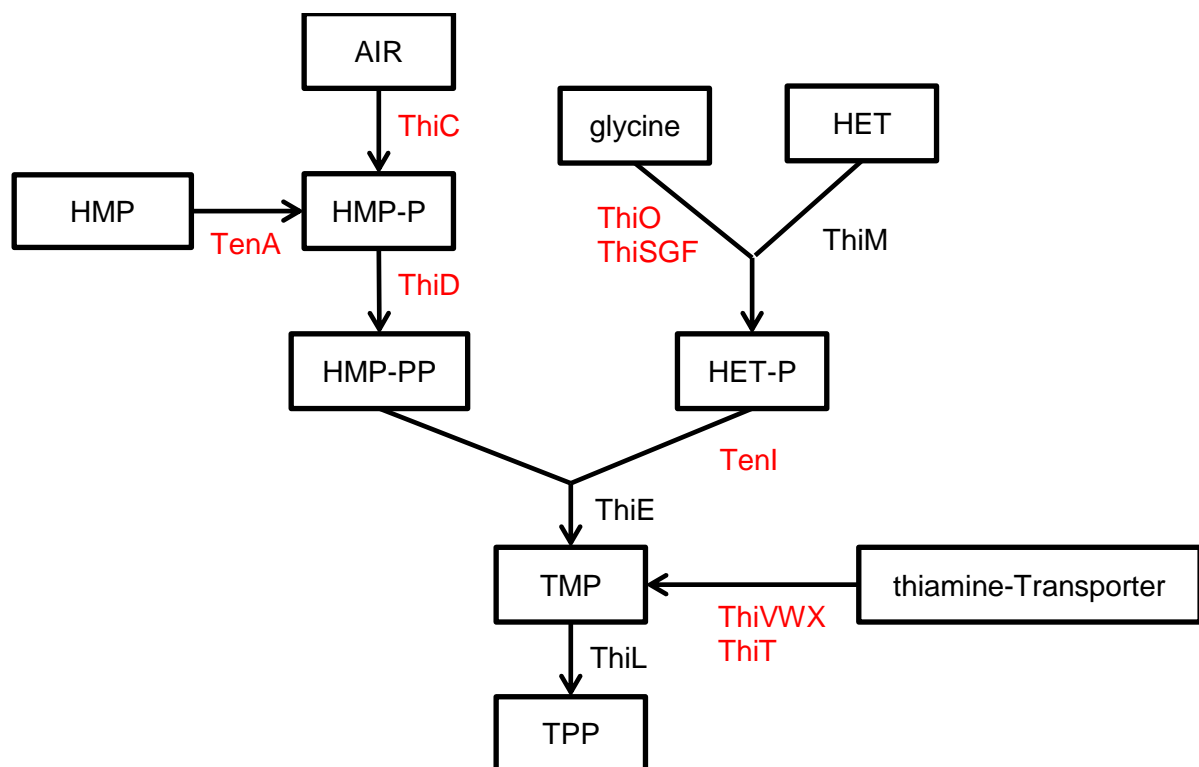 AIR
ThiC
glycine
HET
HMP
HMP-P
TenA
ThiO
ThiSGF
ThiM
ThiD
HMP-PP
HET-P
TenI
ThiE
TMP
thiamine-Transporter
ThiVWX
ThiT
ThiL
TPP